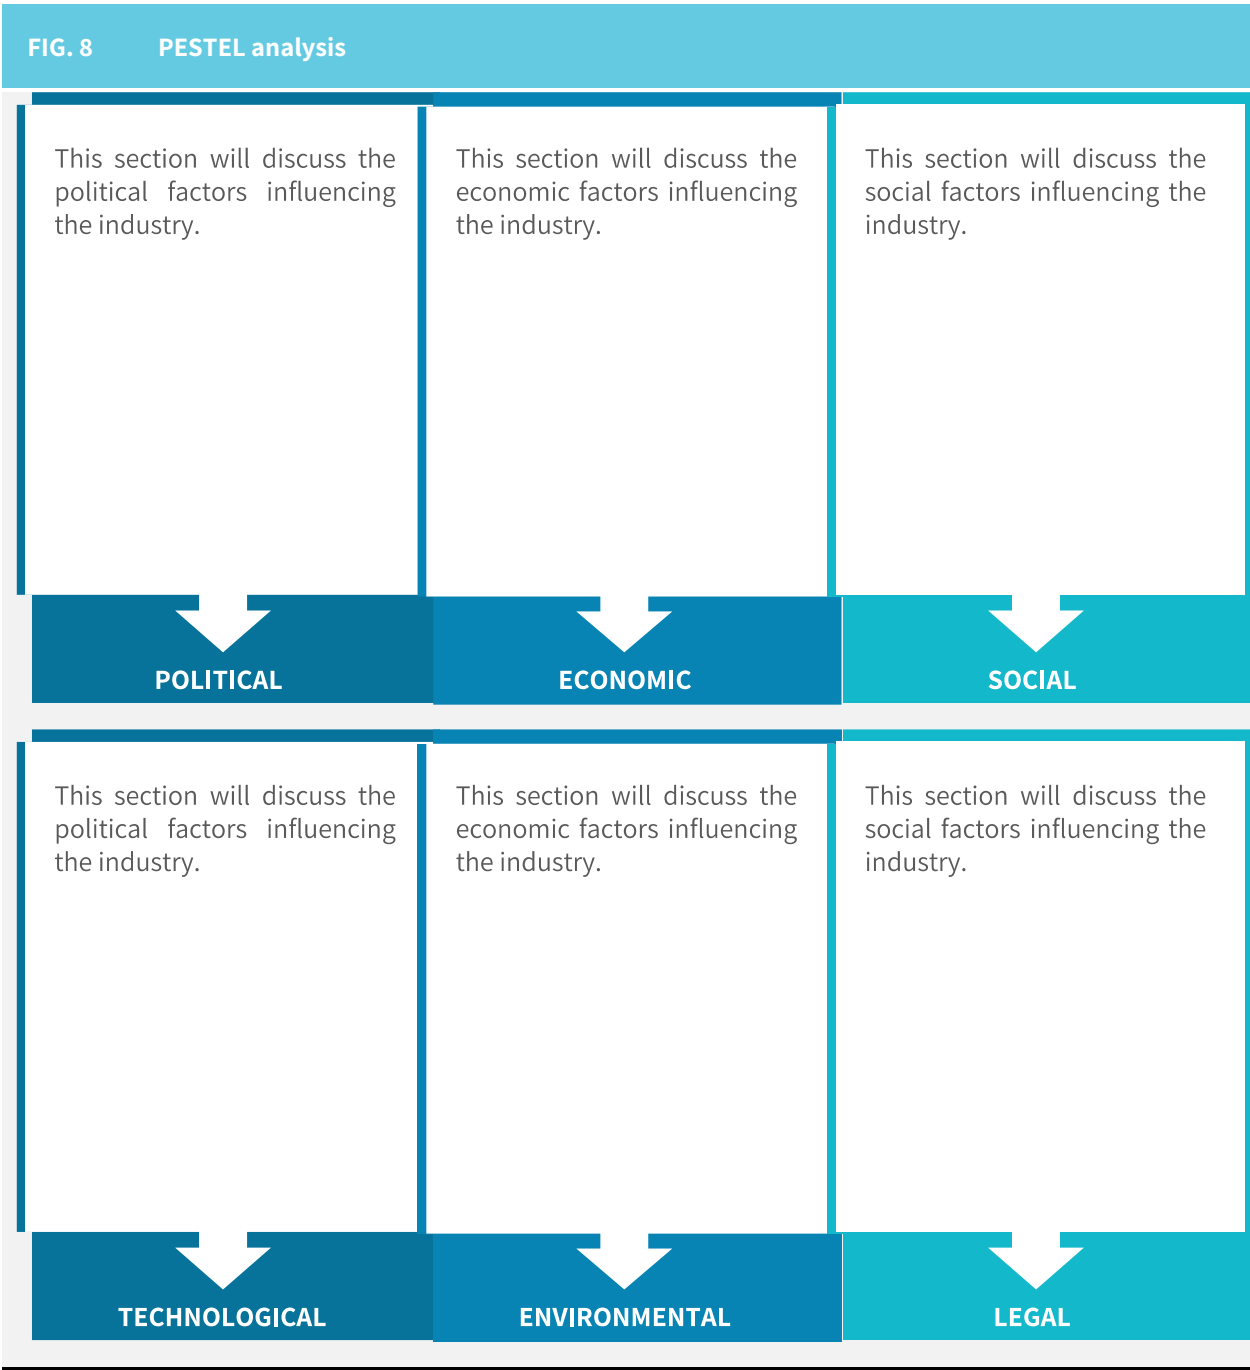 FIG. 8 PESTEL analysis
This section will discuss the
political factors influencing
the industry.
This section will discuss the
economic factors influencing
the industry.
This section will discuss the
social factors influencing the
industry.
POLITICAL
ECONOMIC
SOCIAL
This section will discuss the
political factors influencing
the industry.
This section will discuss the
economic factors influencing
the industry.
This section will discuss the
social factors influencing the
industry.
TECHNOLOGICAL
ENVIRONMENTAL
LEGAL